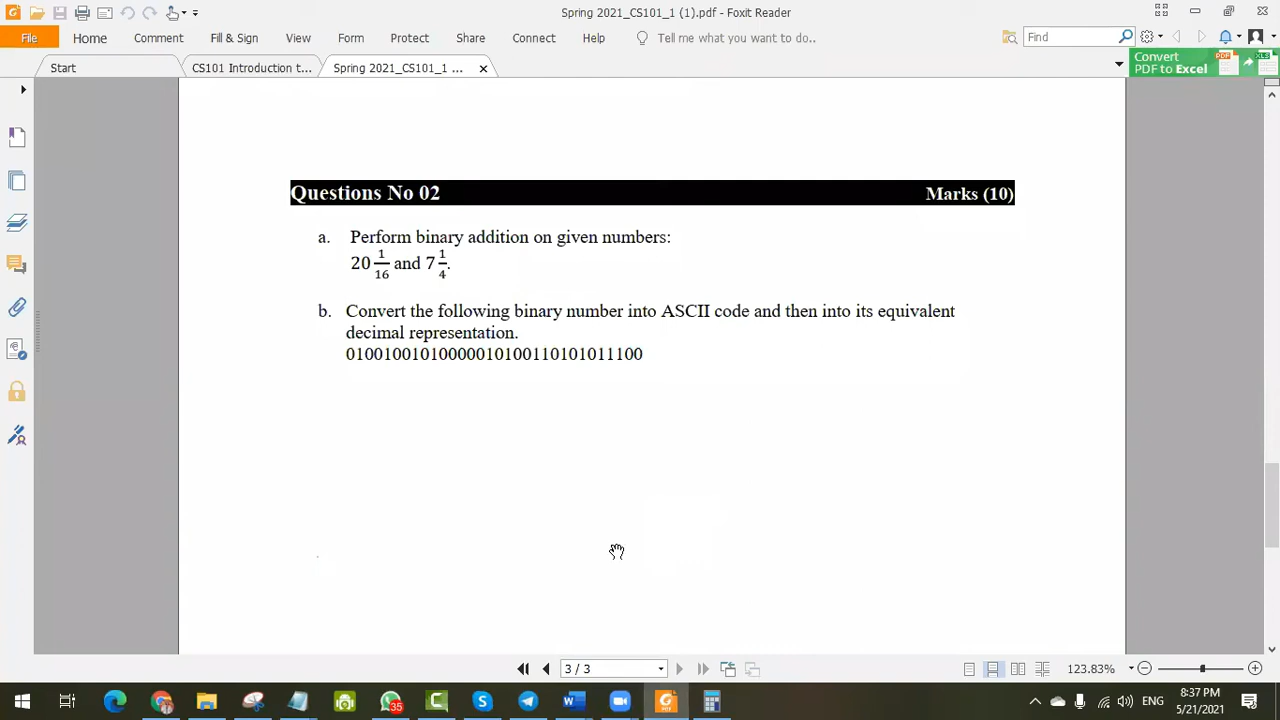 Spring 2021_CS101_1 (1).pdf - Foxit Reader
File Home Comment Fill & Sign View Form Protect Share Connect Help Tell me what you want to do.. Find
Start CS101 Introduction t... Spring 2021_CS101_1 ... Convert PDF to Excel
Questions No 02 Marks (10)
a. Perform binary addition on given numbers:
20 1/16 and 7 1/4.
b. Convert the following binary number into ASCII code and then into its equivalent
decimal representation.
01001001010000010100110101011100
3 / 3 123.83%
35 ENG 8:37 PM
5/21/2021